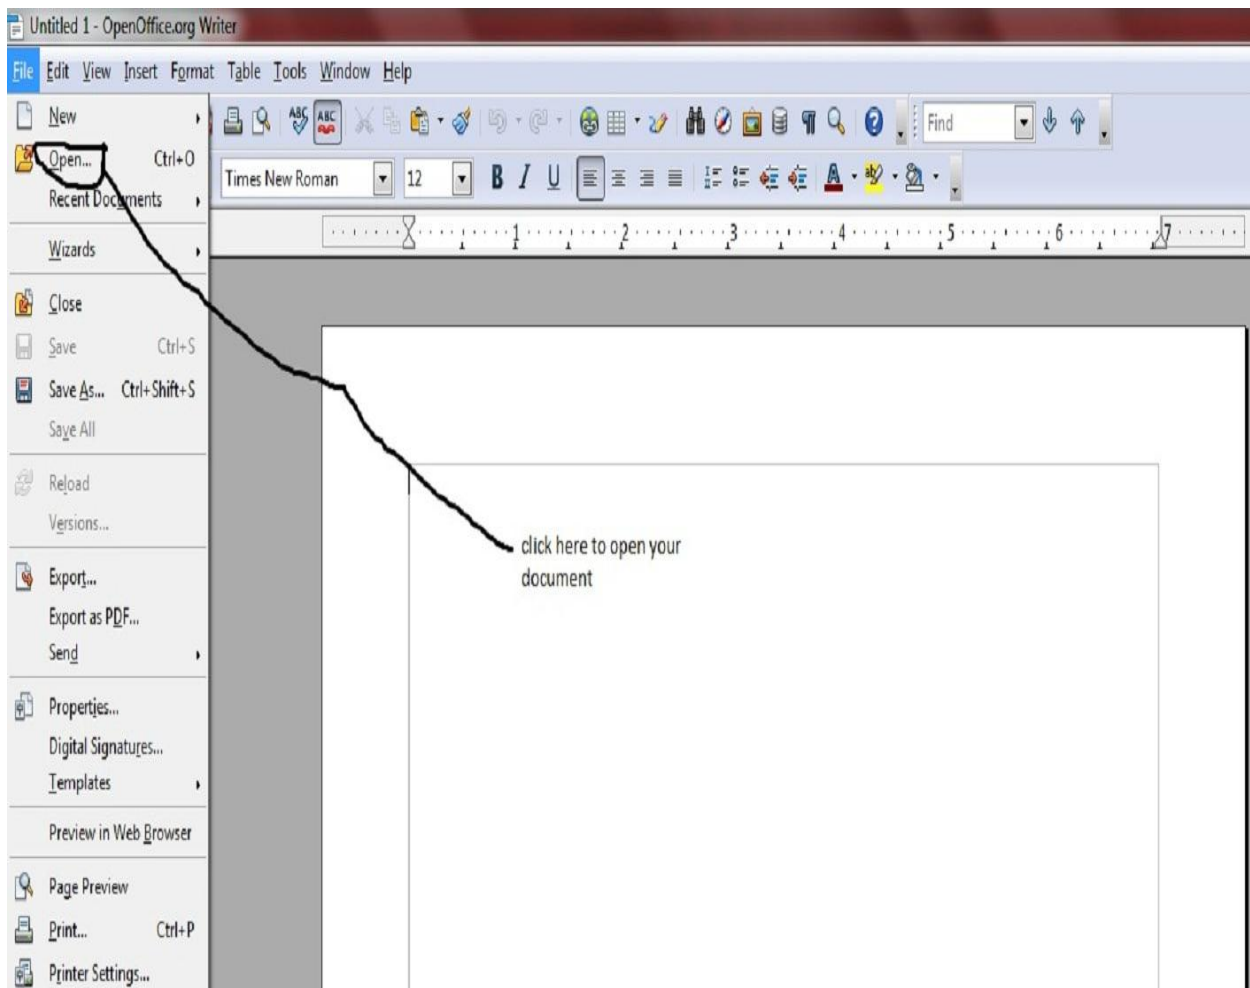 Untitled 1 - OpenOffice.org Writer
File Edit View Insert Format Table Tools Window Help
New
Open... Ctrl+O
Recent Documents
Wizards
Close
Save Ctrl+S
Save As... Ctrl+Shift+S
Save All
Reload
Versions...
Export...
Export as PDF...
Send
Properties...
Digital Signatures...
Templates
Preview in Web Browser
Page Preview
Print... Ctrl+P
Printer Settings...
ABC ABC Find
Times New Roman 12 B I U A ab
1 2 3 4 5 6 7
click here to open your
document